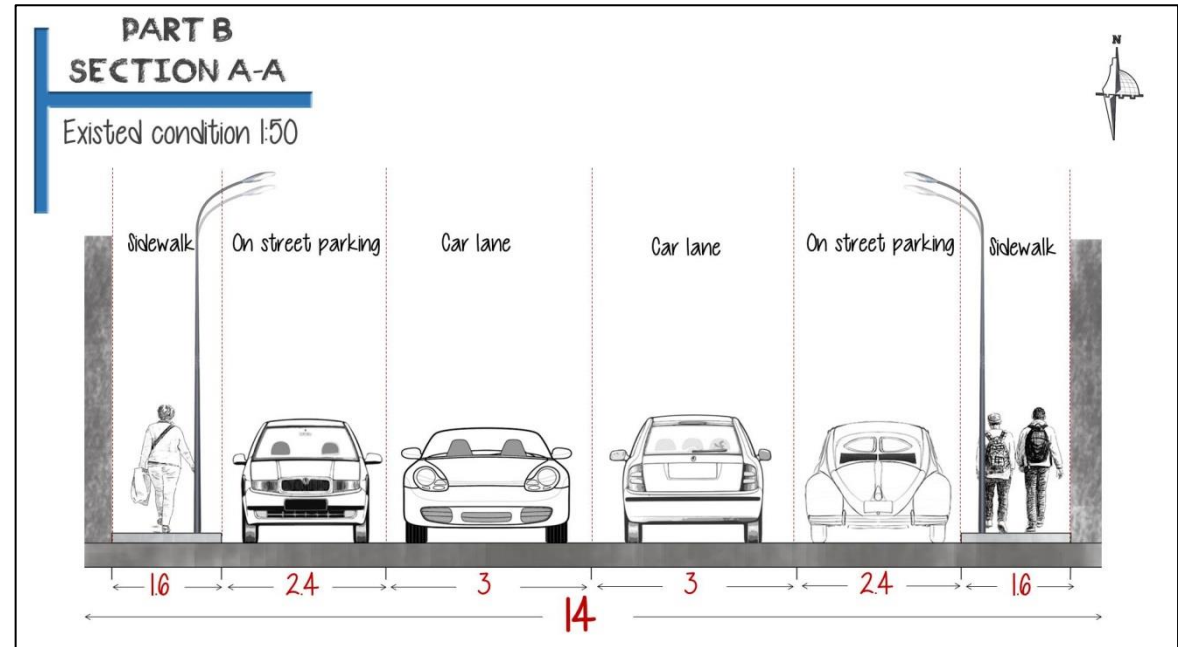 PART B
SECTION A-A
Existed condition 1:50
N
Sidewalk
On street parking
Car lane
Car lane
On street parking
Sidewalk
1.6
2.4
3
3
2.4
1.6
14